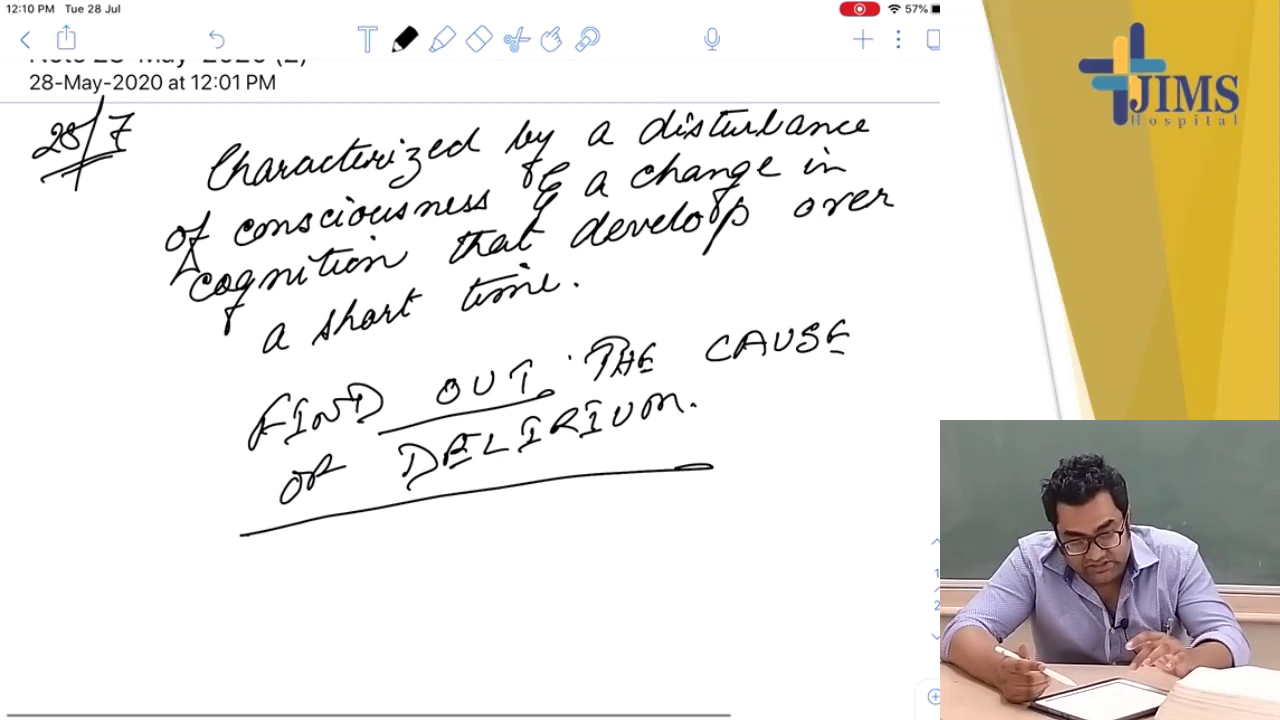 12:10 PM Tue 28 Jul
57%
28-May-2020 at 12:01 PM
28/7
Characterized by a disturbance
of consciousness & a change in
cognition that develop over
a short time.
FIND OUT THE CAUSE
OF DELIRIUM.
JIMS
Hospital